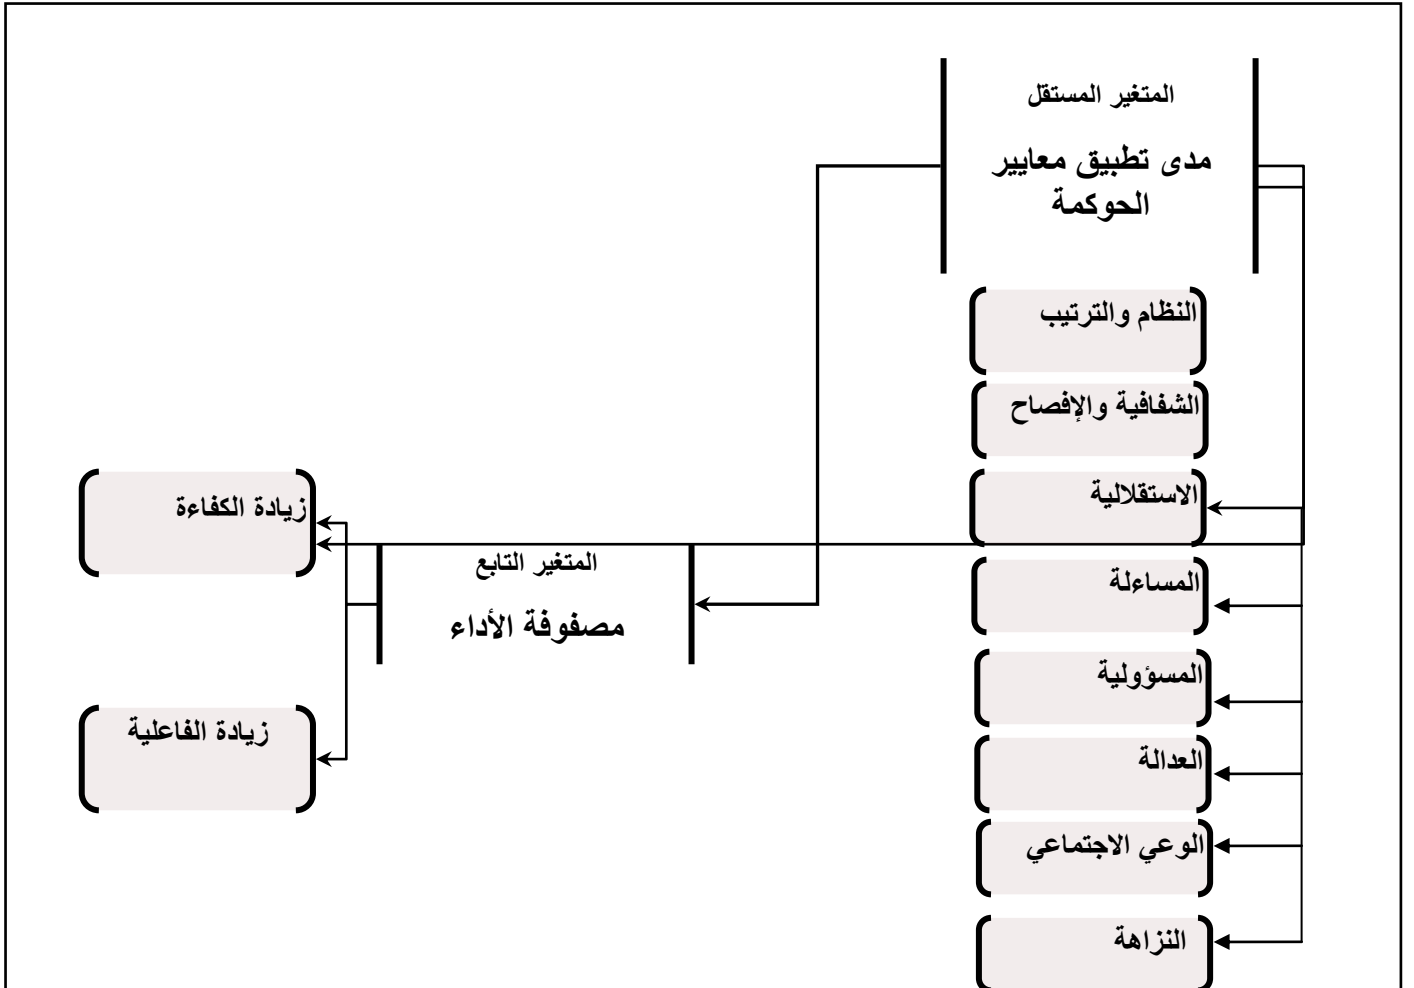 المتغير المستقل
مدى تطبيق معايير
الحوكمة
النظام والترتيب
الشفافية والإفصاح
الاستقلالية
المساءلة
المسؤولية
العدالة
الوعي الاجتماعي
النزاهة
المتغير التابع
مصفوفة الأداء
زيادة الكفاءة
زيادة الفاعلية